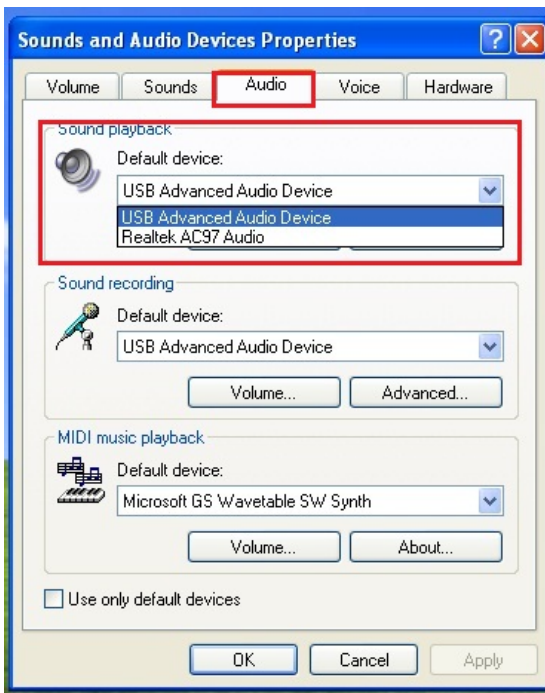 Sounds and Audio Devices Properties
Volume Sounds Audio Voice Hardware
Sound playback
Default device:
USB Advanced Audio Device
USB Advanced Audio Device
Realtek AC97 Audio
Sound recording
Default device:
USB Advanced Audio Device
Volume... Advanced...
MIDI music playback
Default device:
Microsoft GS Wavetable SW Synth
Volume... About...
Use only default devices
OK Cancel Apply